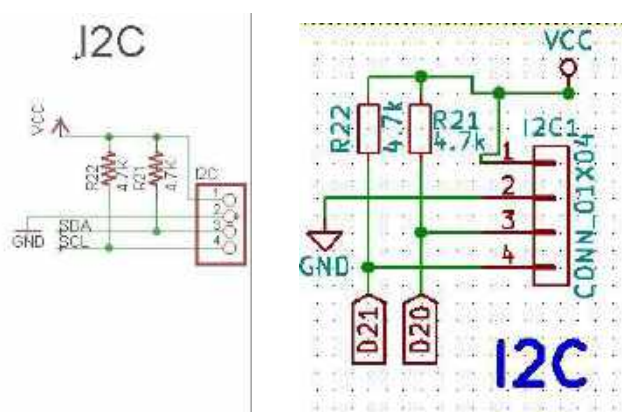 I2C
VCC
R22
4.7k
R21
4.7k
I2C
1
2
3
4
GND
SDA
SCL
VCC
R22
4.7k
R21
4.7k
I2C1
1
2
3
4
CONN_01X04
GND
D21
D20
I2C